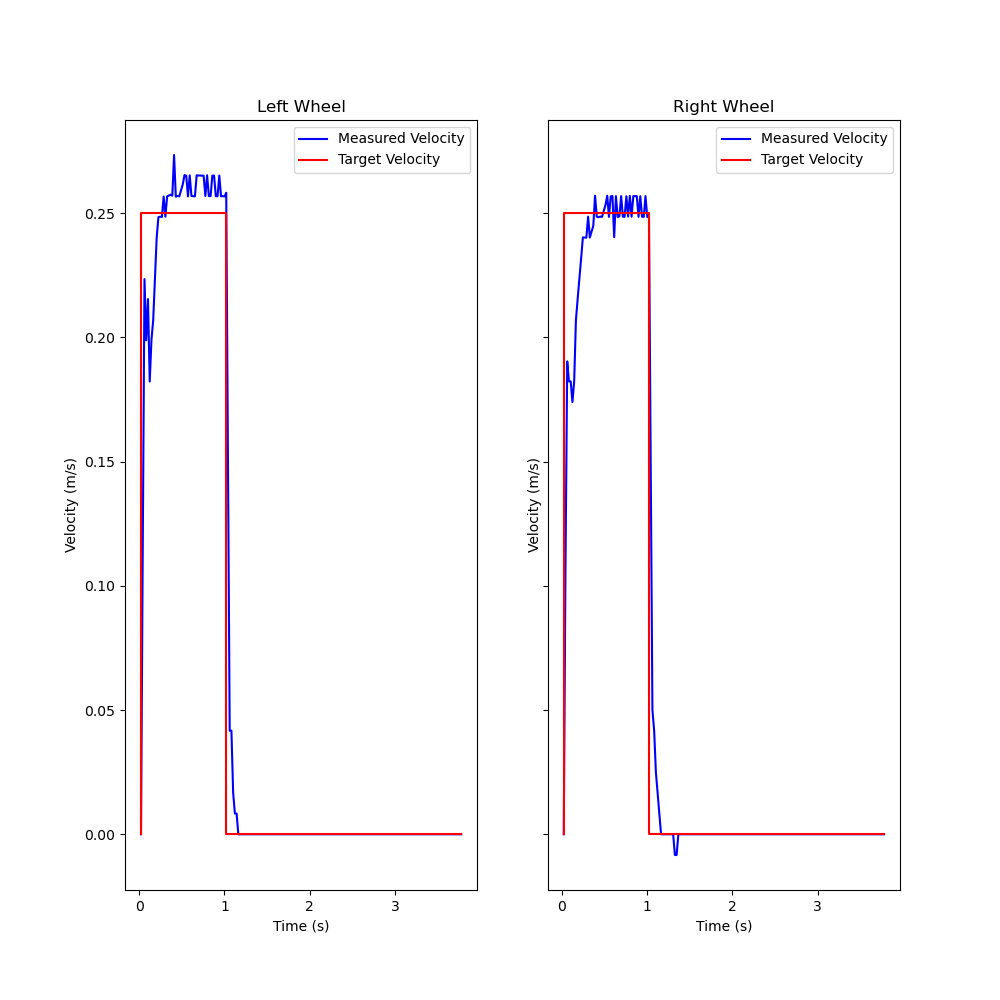 Left Wheel
Measured Velocity
Target Velocity
Velocity (m/s)
0.25
0.20
0.15
0.10
0.05
0.00
0 1 2 3
Time (s)
Right Wheel
Measured Velocity
Target Velocity
Velocity (m/s)
0 1 2 3
Time (s)